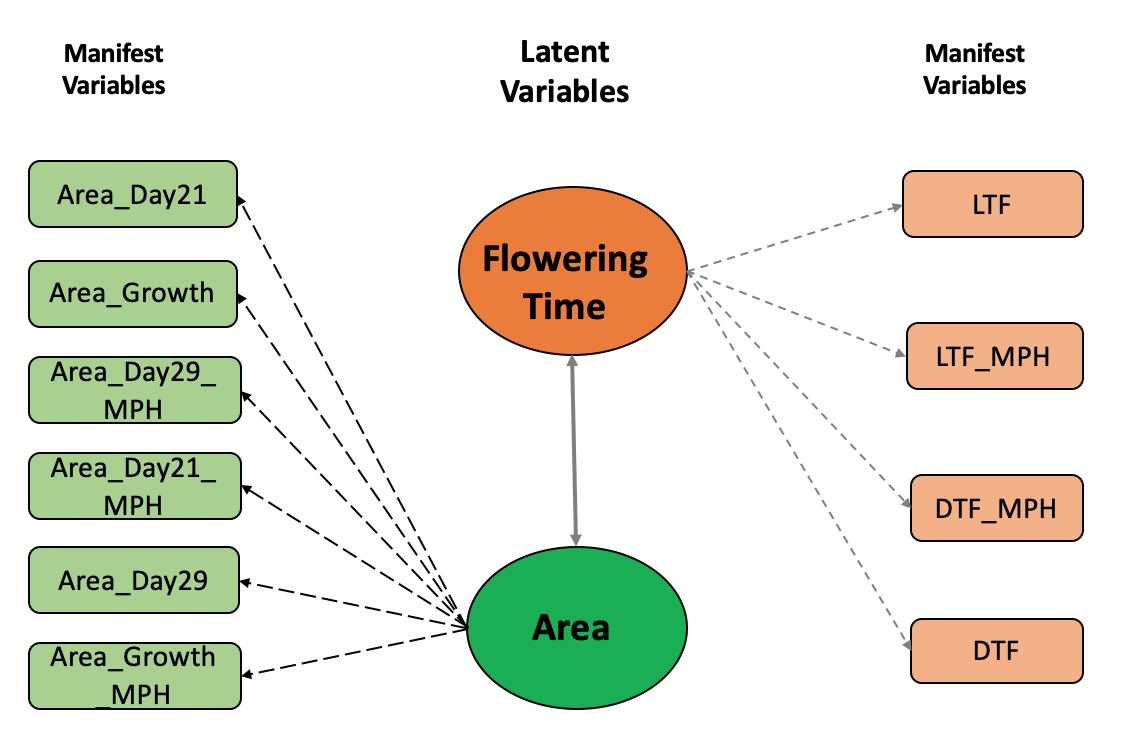 Manifest
Variables
Latent
Variables
Manifest
Variables
Area_Day21
Area_Growth
Area_Day29_
MPH
Area_Day21_
MPH
Area_Day29
Area_Growth
_MPH
Flowering
Time
Area
LTF
LTF_MPH
DTF_MPH
DTF